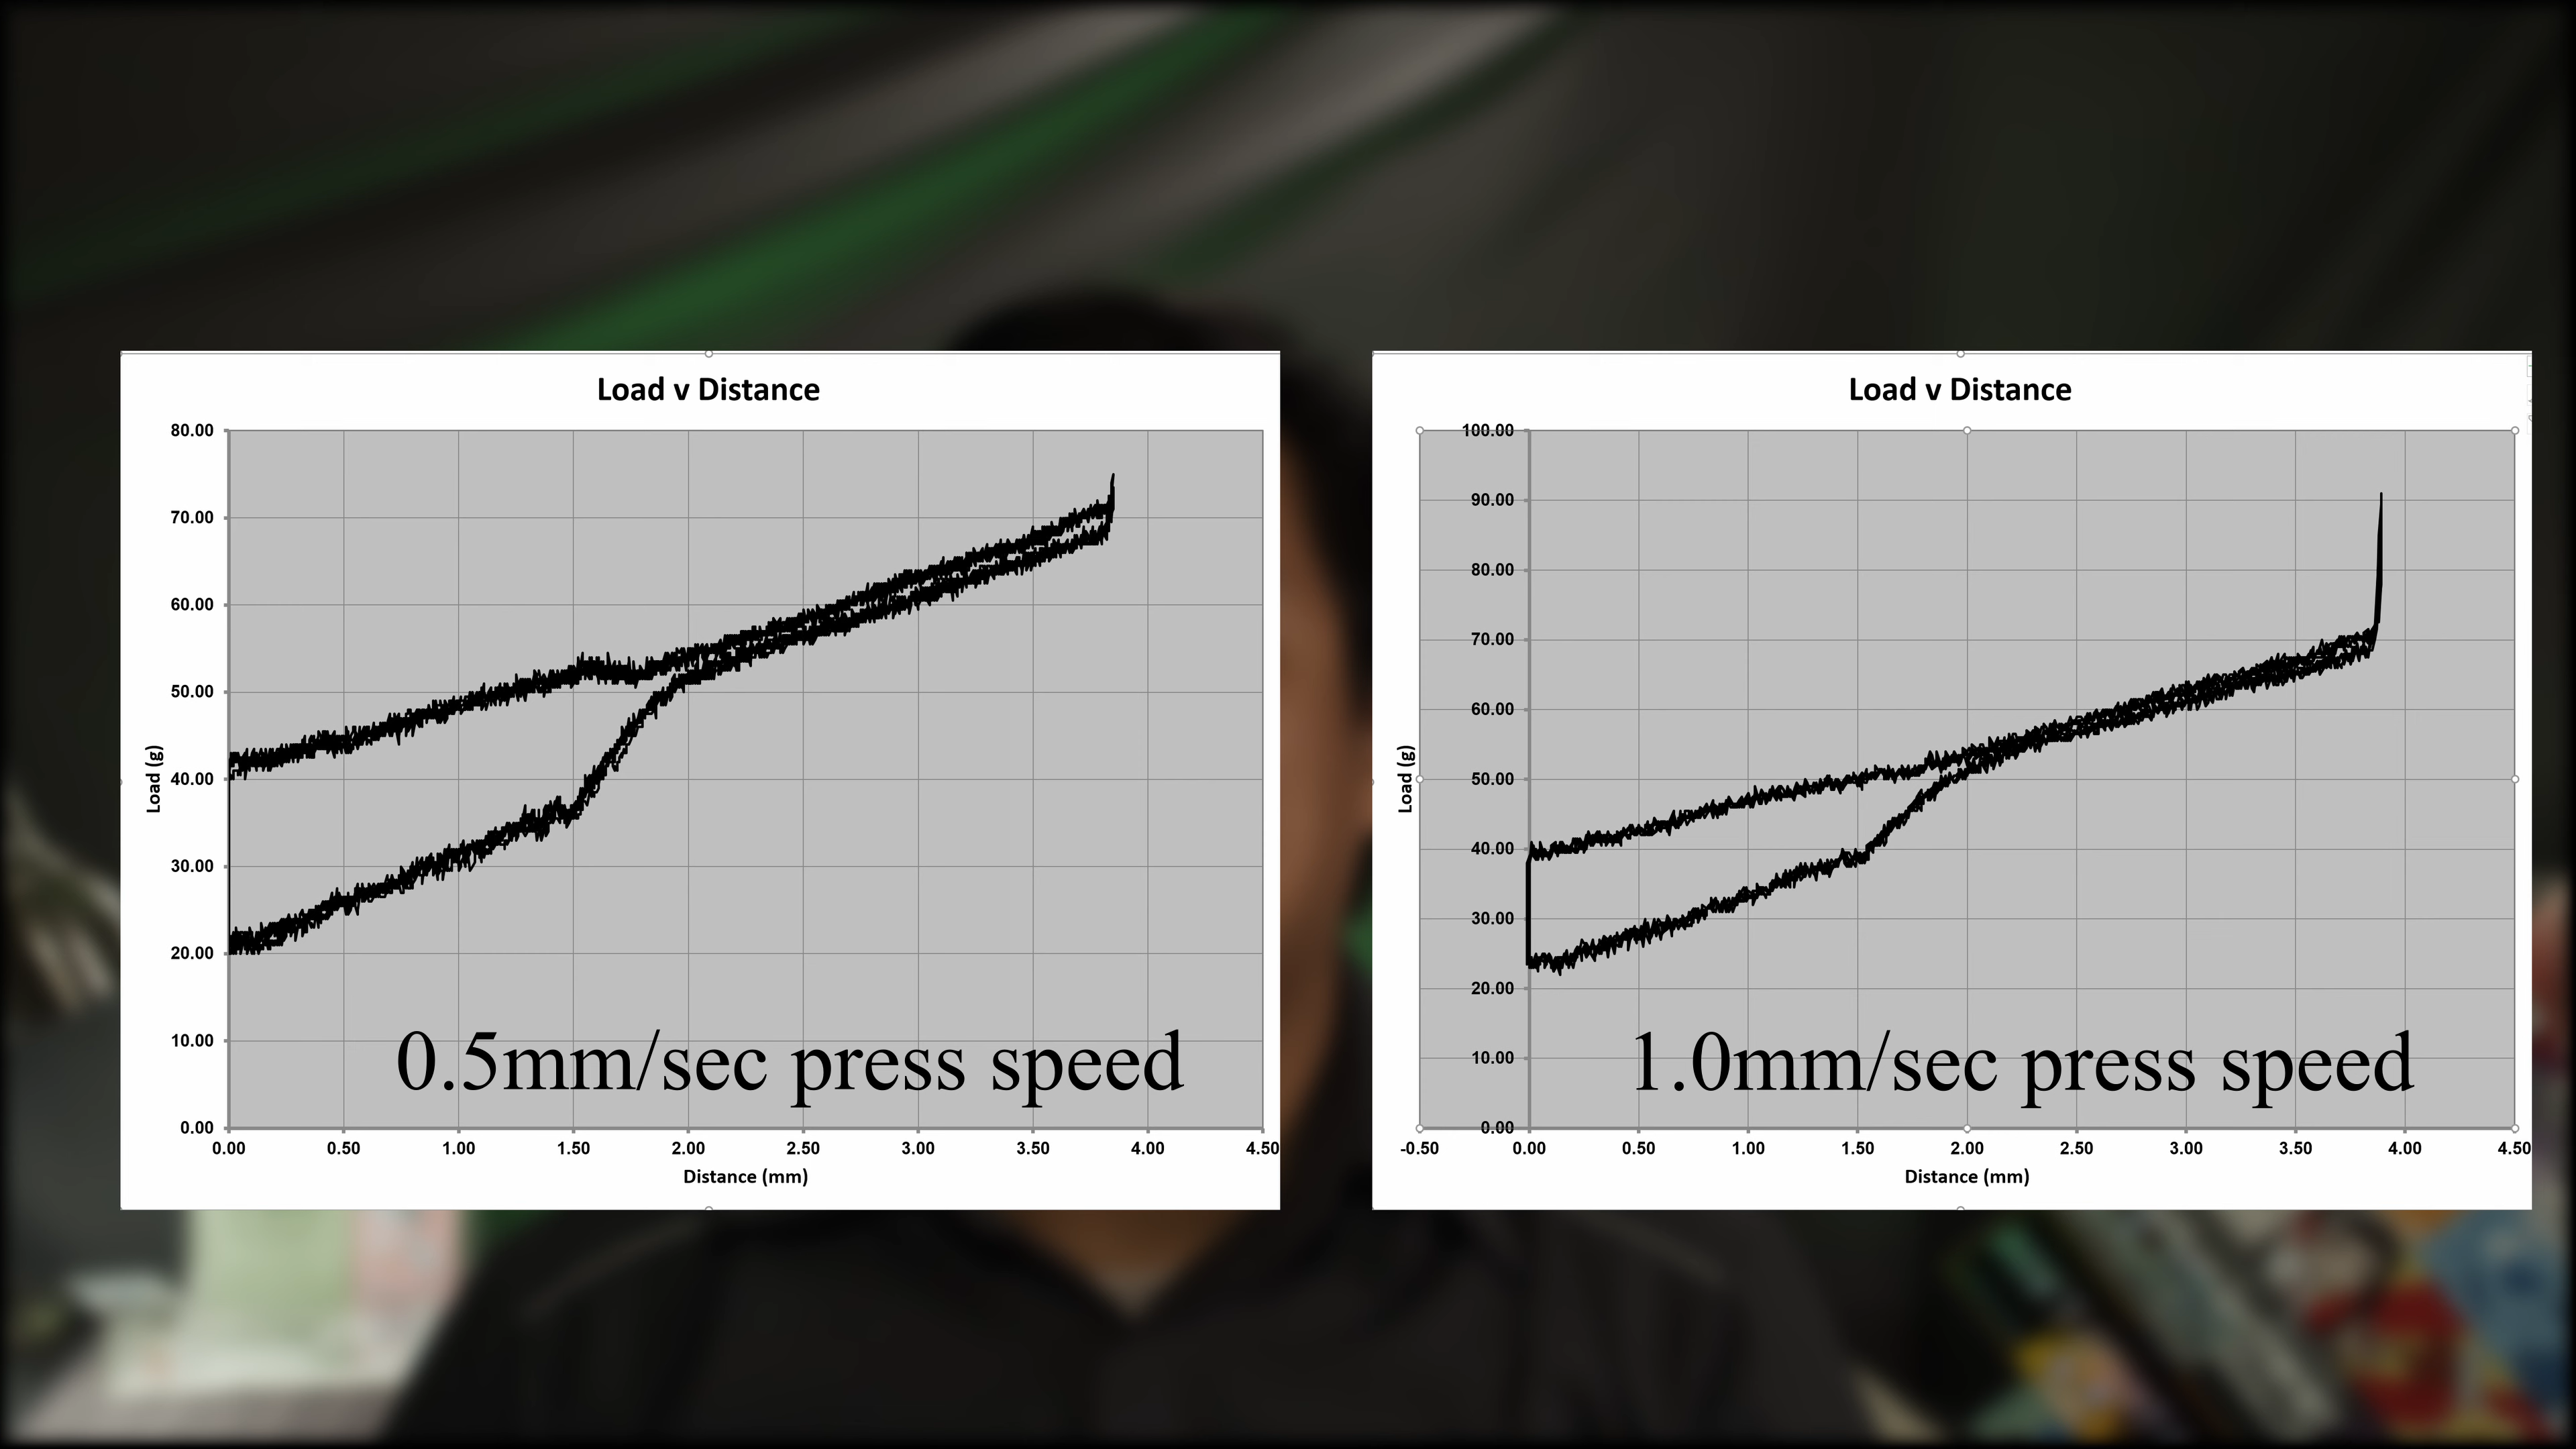 Load v Distance
80.00
70.00
60.00
50.00
40.00
30.00
20.00
10.00
0.00
Load (g)
0.5mm/sec press speed
0.00 0.50 1.00 1.50 2.00 2.50 3.00 3.50 4.00 4.50
Distance (mm)
Load v Distance
100.00
90.00
80.00
70.00
60.00
50.00
40.00
30.00
20.00
10.00
0.00
Load (g)
1.0mm/sec press speed
-0.50 0.00 0.50 1.00 1.50 2.00 2.50 3.00 3.50 4.00 4.50
Distance (mm)